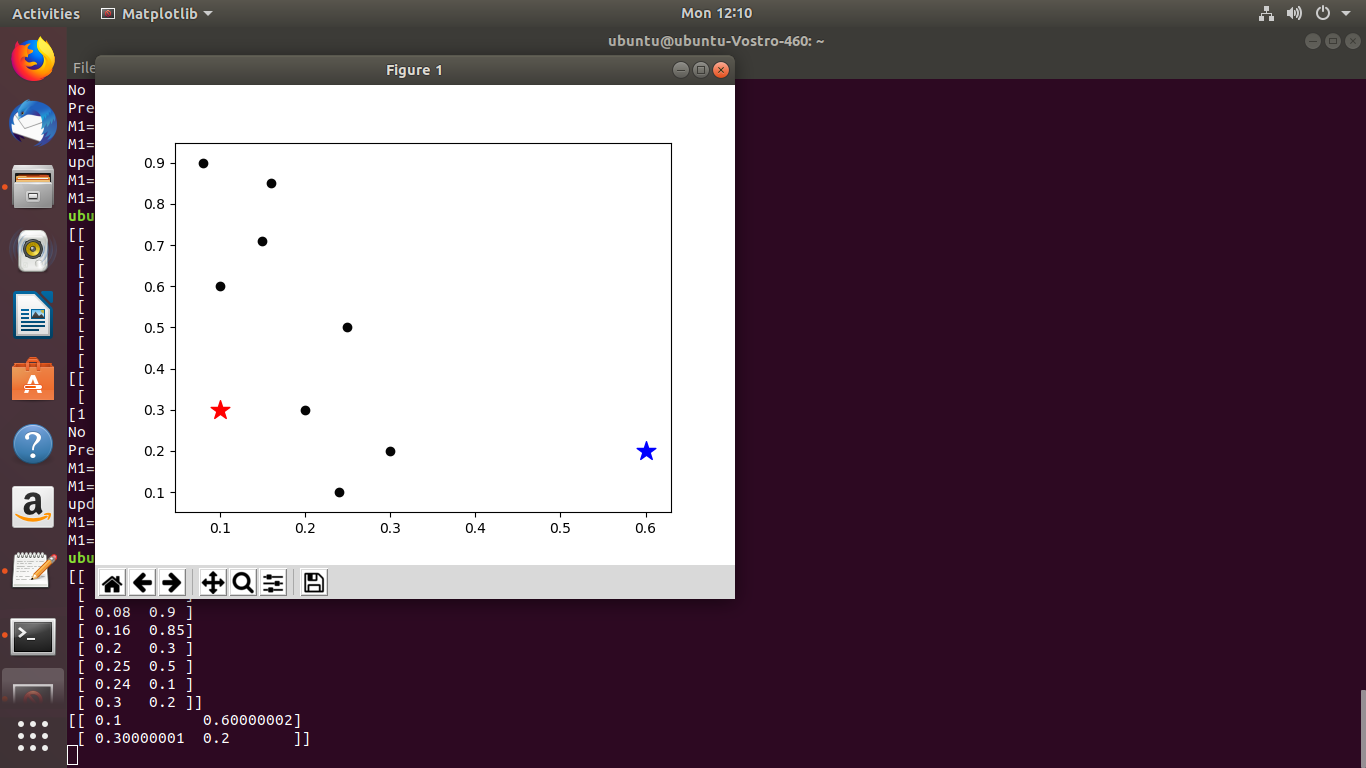 Activities Matplotlib Mon 12:10
ubuntu@ubuntu-Vostro-460: ~
File
Figure 1
No
Pre
M1=
M1=
upd
M1=
M1=
ubu
[[
[
[
[
[
[
[
[
[[
[
[1
No
Pre
M1=
M1=
upd
M1=
M1=
ubu
[[
0.9
0.8
0.7
0.6
0.5
0.4
0.3
0.2
0.1
0.1 0.2 0.3 0.4 0.5 0.6
[ ]
[ 0.08 0.9 ]
[ 0.16 0.85]
[ 0.2 0.3 ]
[ 0.25 0.5 ]
[ 0.24 0.1 ]
[ 0.3 0.2 ]]
[[ 0.1 0.60000002]
[ 0.30000001 0.2 ]]